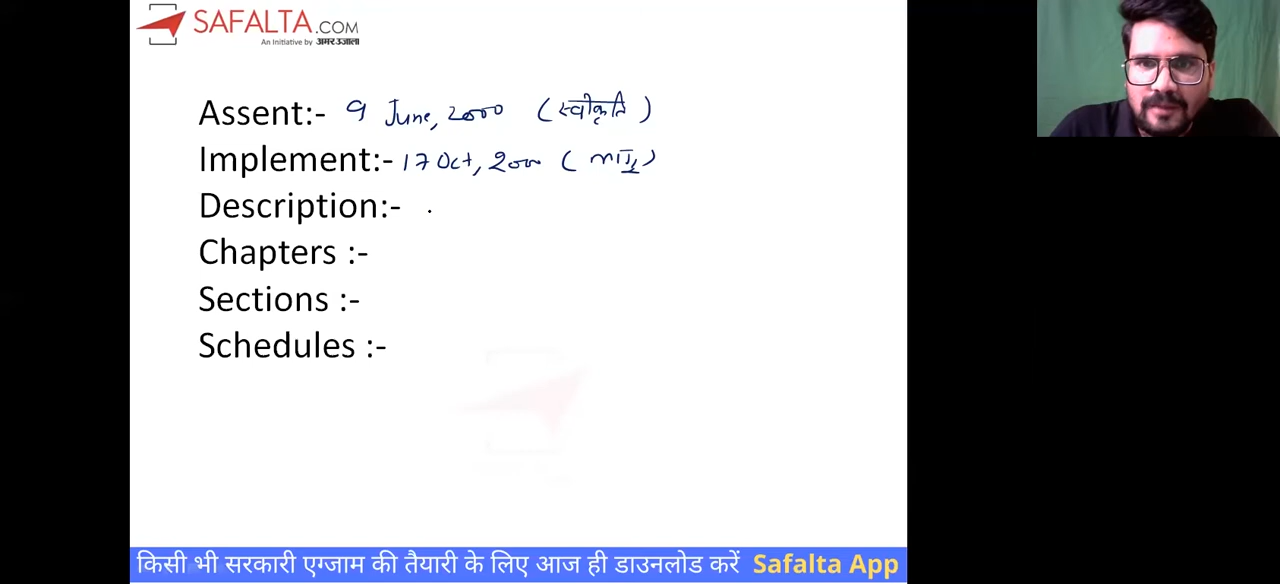 SAFALTA.COM
An Initiative by अमर उजाला
Assent:- 9 June, 2000 (स्वीकृति)
Implement:- 17 Oct, 2000 (लागू)
Description:-
Chapters :-
Sections :-
Schedules :-
किसी भी सरकारी एग्जाम की तैयारी के लिए आज ही डाउनलोड करें Safalta App